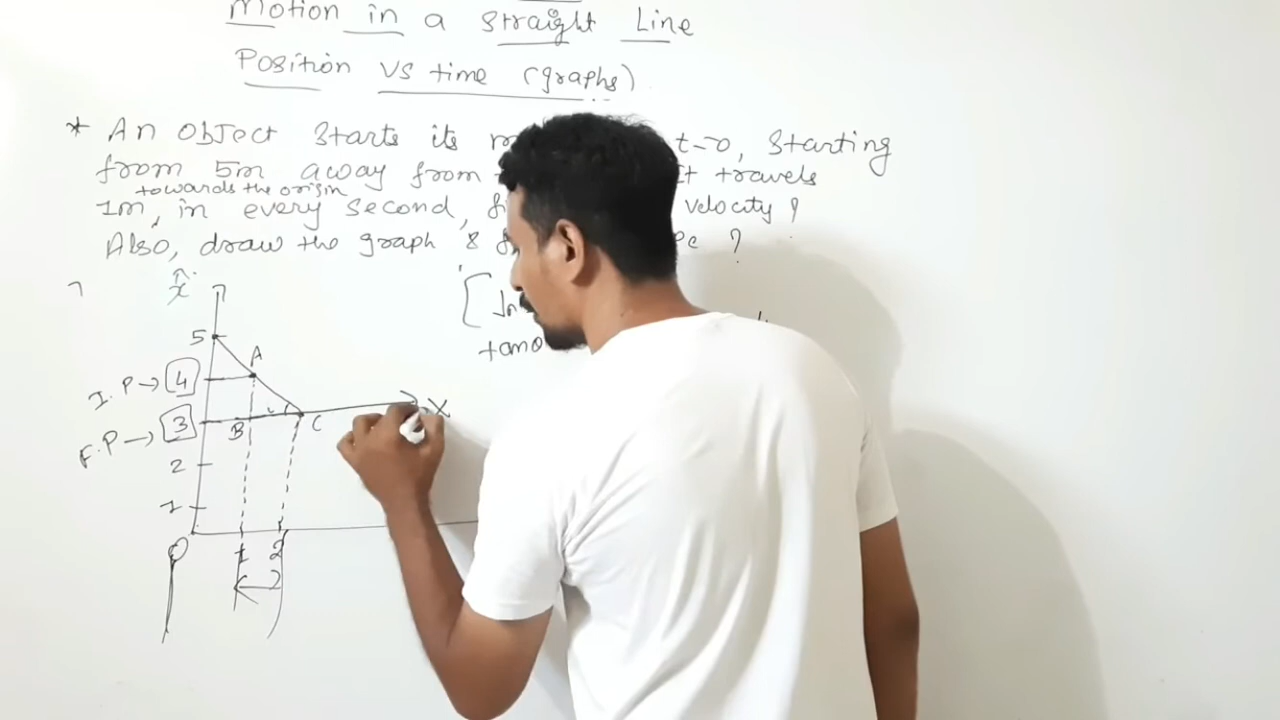 Motion in a Straight Line
Position vs time (graphs)
* An object starts its t=0, starting
from 5m away from It travels
towards the origin
1m, in every second, velocity ?
Also, draw the graph & ?
x̂
5
A
I.P → 4
X
F.P → 3
B C
2
1
O 1 2